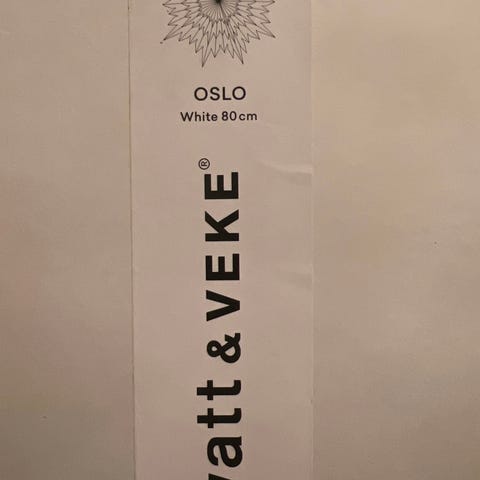 OSLO
White 80cm
watt & VEKE®